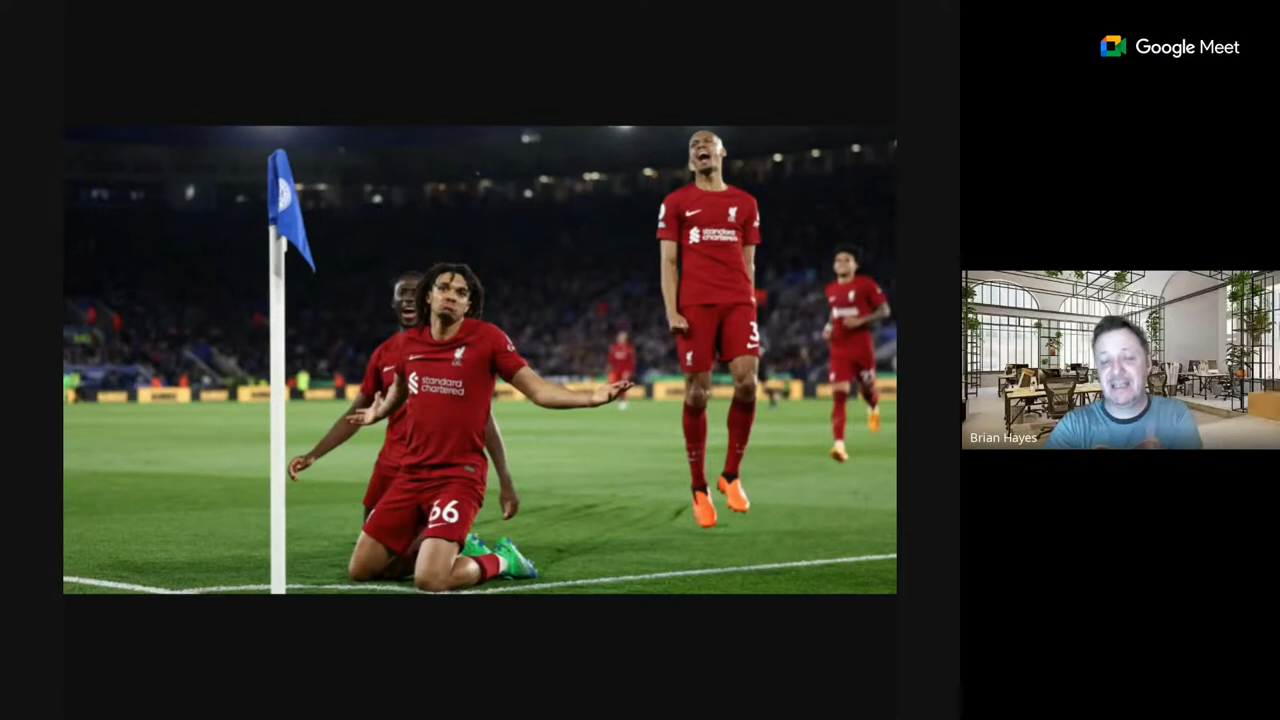 Google Meet
standard
chartered
3
standard
chartered
66
Brian Hayes